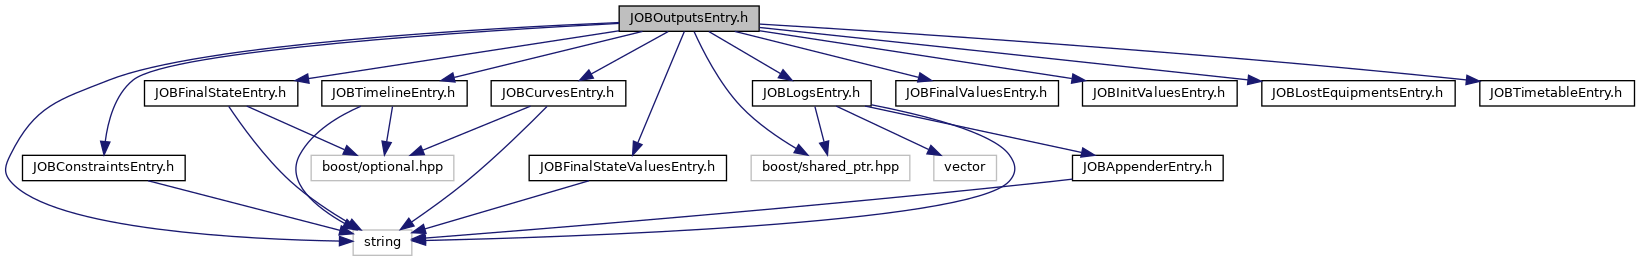 JOBOutputsEntry.h
JOBFinalStateEntry.h
JOBTimelineEntry.h
JOBCurvesEntry.h
JOBLogsEntry.h
JOBFinalValuesEntry.h
JOBInitValuesEntry.h
JOBLostEquipmentsEntry.h
JOBTimetableEntry.h
JOBConstraintsEntry.h
boost/optional.hpp
JOBFinalStateValuesEntry.h
boost/shared_ptr.hpp
vector
JOBAppenderEntry.h
string